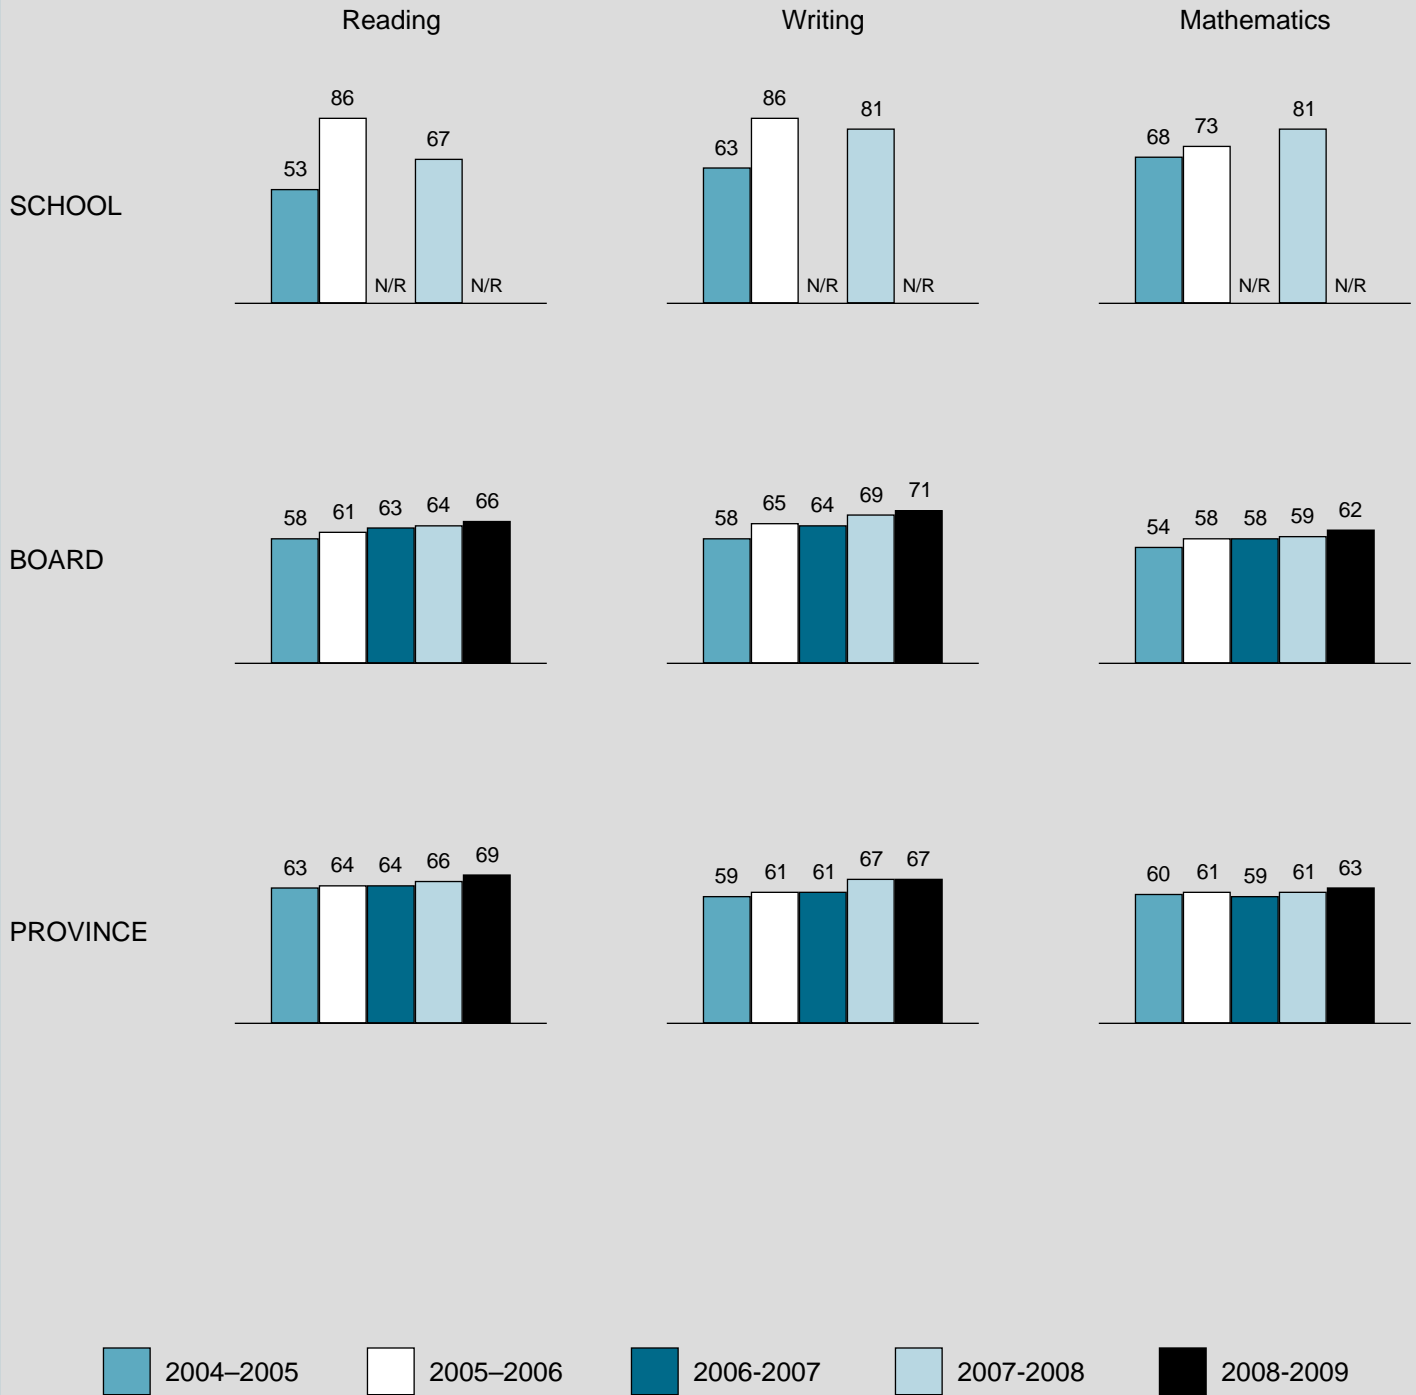 Reading Writing Mathematics
SCHOOL
53 86 N/R 67 N/R
63 86 N/R 81 N/R
68 73 N/R 81 N/R
BOARD
58 61 63 64 66
58 65 64 69 71
54 58 58 59 62
PROVINCE
63 64 64 66 69
59 61 61 67 67
60 61 59 61 63
2004–2005 2005–2006 2006-2007 2007-2008 2008-2009